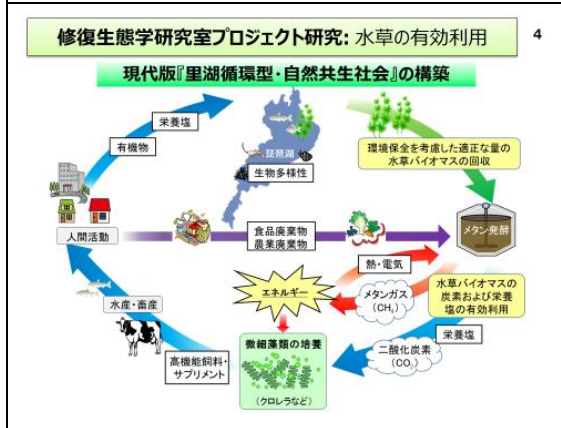 修復生態学研究室プロジェクト研究: 水草の有効利用
4
現代版『里湖循環型・自然共生社会』の構築
栄養塩
有機物
琵琶湖
生物多様性
環境保全を考慮した適正な量の
水草バイオマスの回収
人間活動
食品廃棄物
農業廃棄物
メタン発酵
熱・電気
エネルギー
メタンガス
(CH₄)
水草バイオマスの
炭素および栄養
塩の有効利用
水産・畜産
微細藻類の培養
栄養塩
二酸化炭素
(CO₂)
高機能飼料・
サプリメント
(クロレラなど)